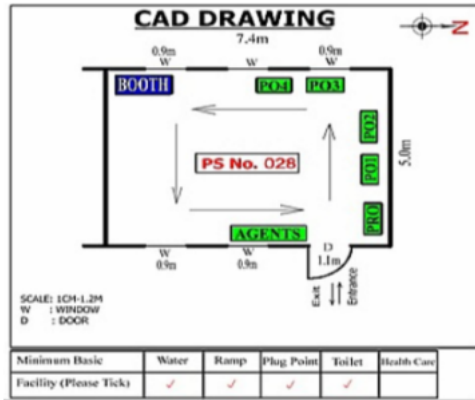 CAD DRAWING
7.4m
N
0.9m
W
W
0.9m
W
BOOTH
PO4
PO3
PO2
5.0m
PS No. 028
PO1
PRO
AGENTS
W
0.9m
W
0.9m
D
1.1m
Exit
Entrance
SCALE: 1CM-1.2M
W : WINDOW
D : DOOR
Minimum Basic Water Ramp Plug Point Toilet Health Care
Facility (Please Tick) ✓ ✓ ✓ ✓